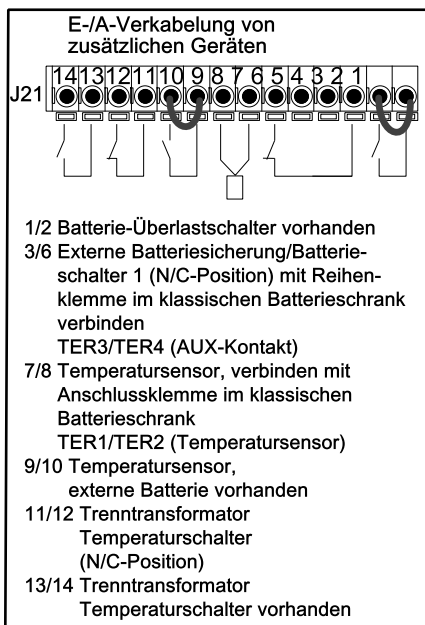 E-/A-Verkabelung von
zusätzlichen Geräten
14 13 12 11 10 9 8 7 6 5 4 3 2 1
J21
1/2 Batterie-Überlastschalter vorhanden
3/6 Externe Batteriesicherung/Batterie-
schalter 1 (N/C-Position) mit Reihen-
klemme im klassischen Batterieschrank
verbinden
TER3/TER4 (AUX-Kontakt)
7/8 Temperatursensor, verbinden mit
Anschlussklemme im klassischen
Batterieschrank
TER1/TER2 (Temperatursensor)
9/10 Temperatursensor,
externe Batterie vorhanden
11/12 Trenntransformator
Temperaturschalter
(N/C-Position)
13/14 Trenntransformator
Temperaturschalter vorhanden